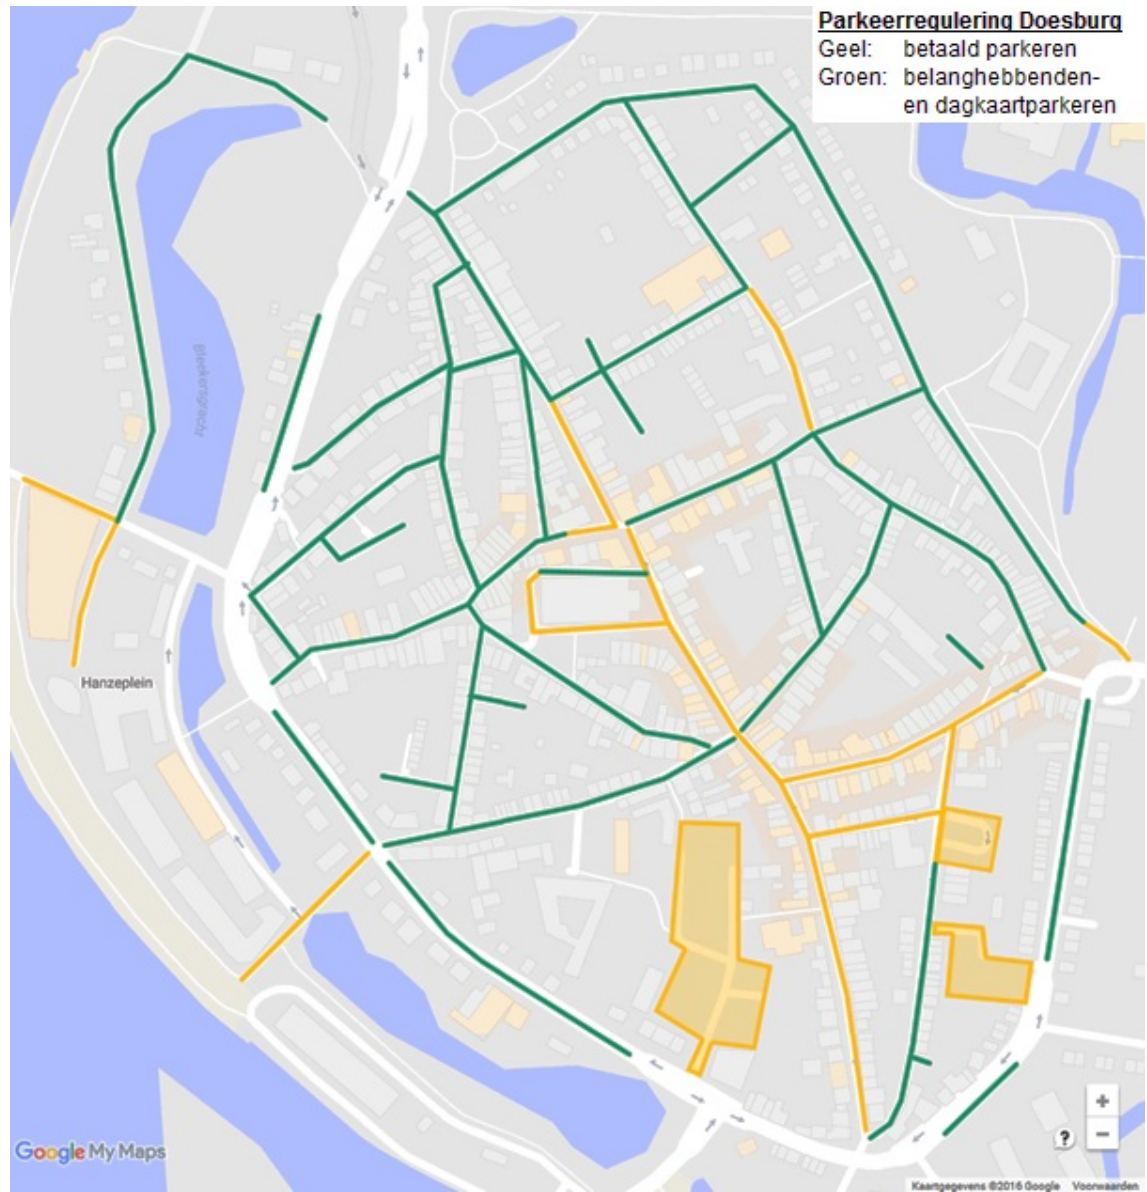 Parkeerregulering Doesburg
Geel: betaald parkeren
Groen: belanghebbenden-
en dagkaartparkeren
Bleekersgracht
Hanzeplein
+
?
−
Google My Maps
Kaartgegevens ©2016 Google Voorwaarden